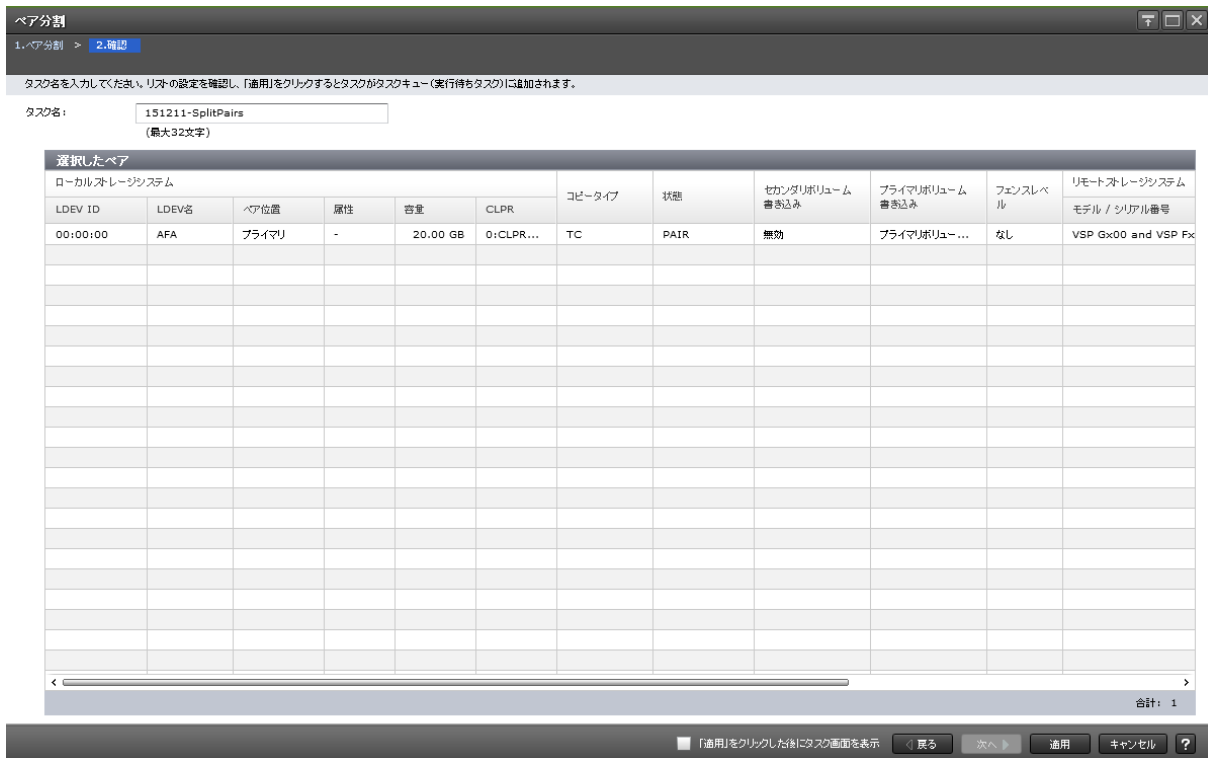 ペア分割
1.ペア分割 > 2.確認
タスク名を入力してください。リストの設定を確認し、「適用」をクリックするとタスクがタスクキュー(実行待ちタスク)に追加されます。
タスク名: 151211-SplitPairs
(最大32文字)
選択したペア
ローカルストレージシステム コピータイプ 状態 セカンダリボリューム書き込み プライマリボリューム書き込み フェンスレベル リモートストレージシステム
LDEV ID LDEV名 ペア位置 属性 容量 CLPR モデル / シリアル番号
00:00:00 AFA プライマリ - 20.00 GB 0:CLPR... TC PAIR 無効 プライマリボリュー... なし VSP Gx00 and VSP Fx
合計: 1
「適用」をクリックした後にタスク画面を表示 戻る 次へ 適用 キャンセル ?